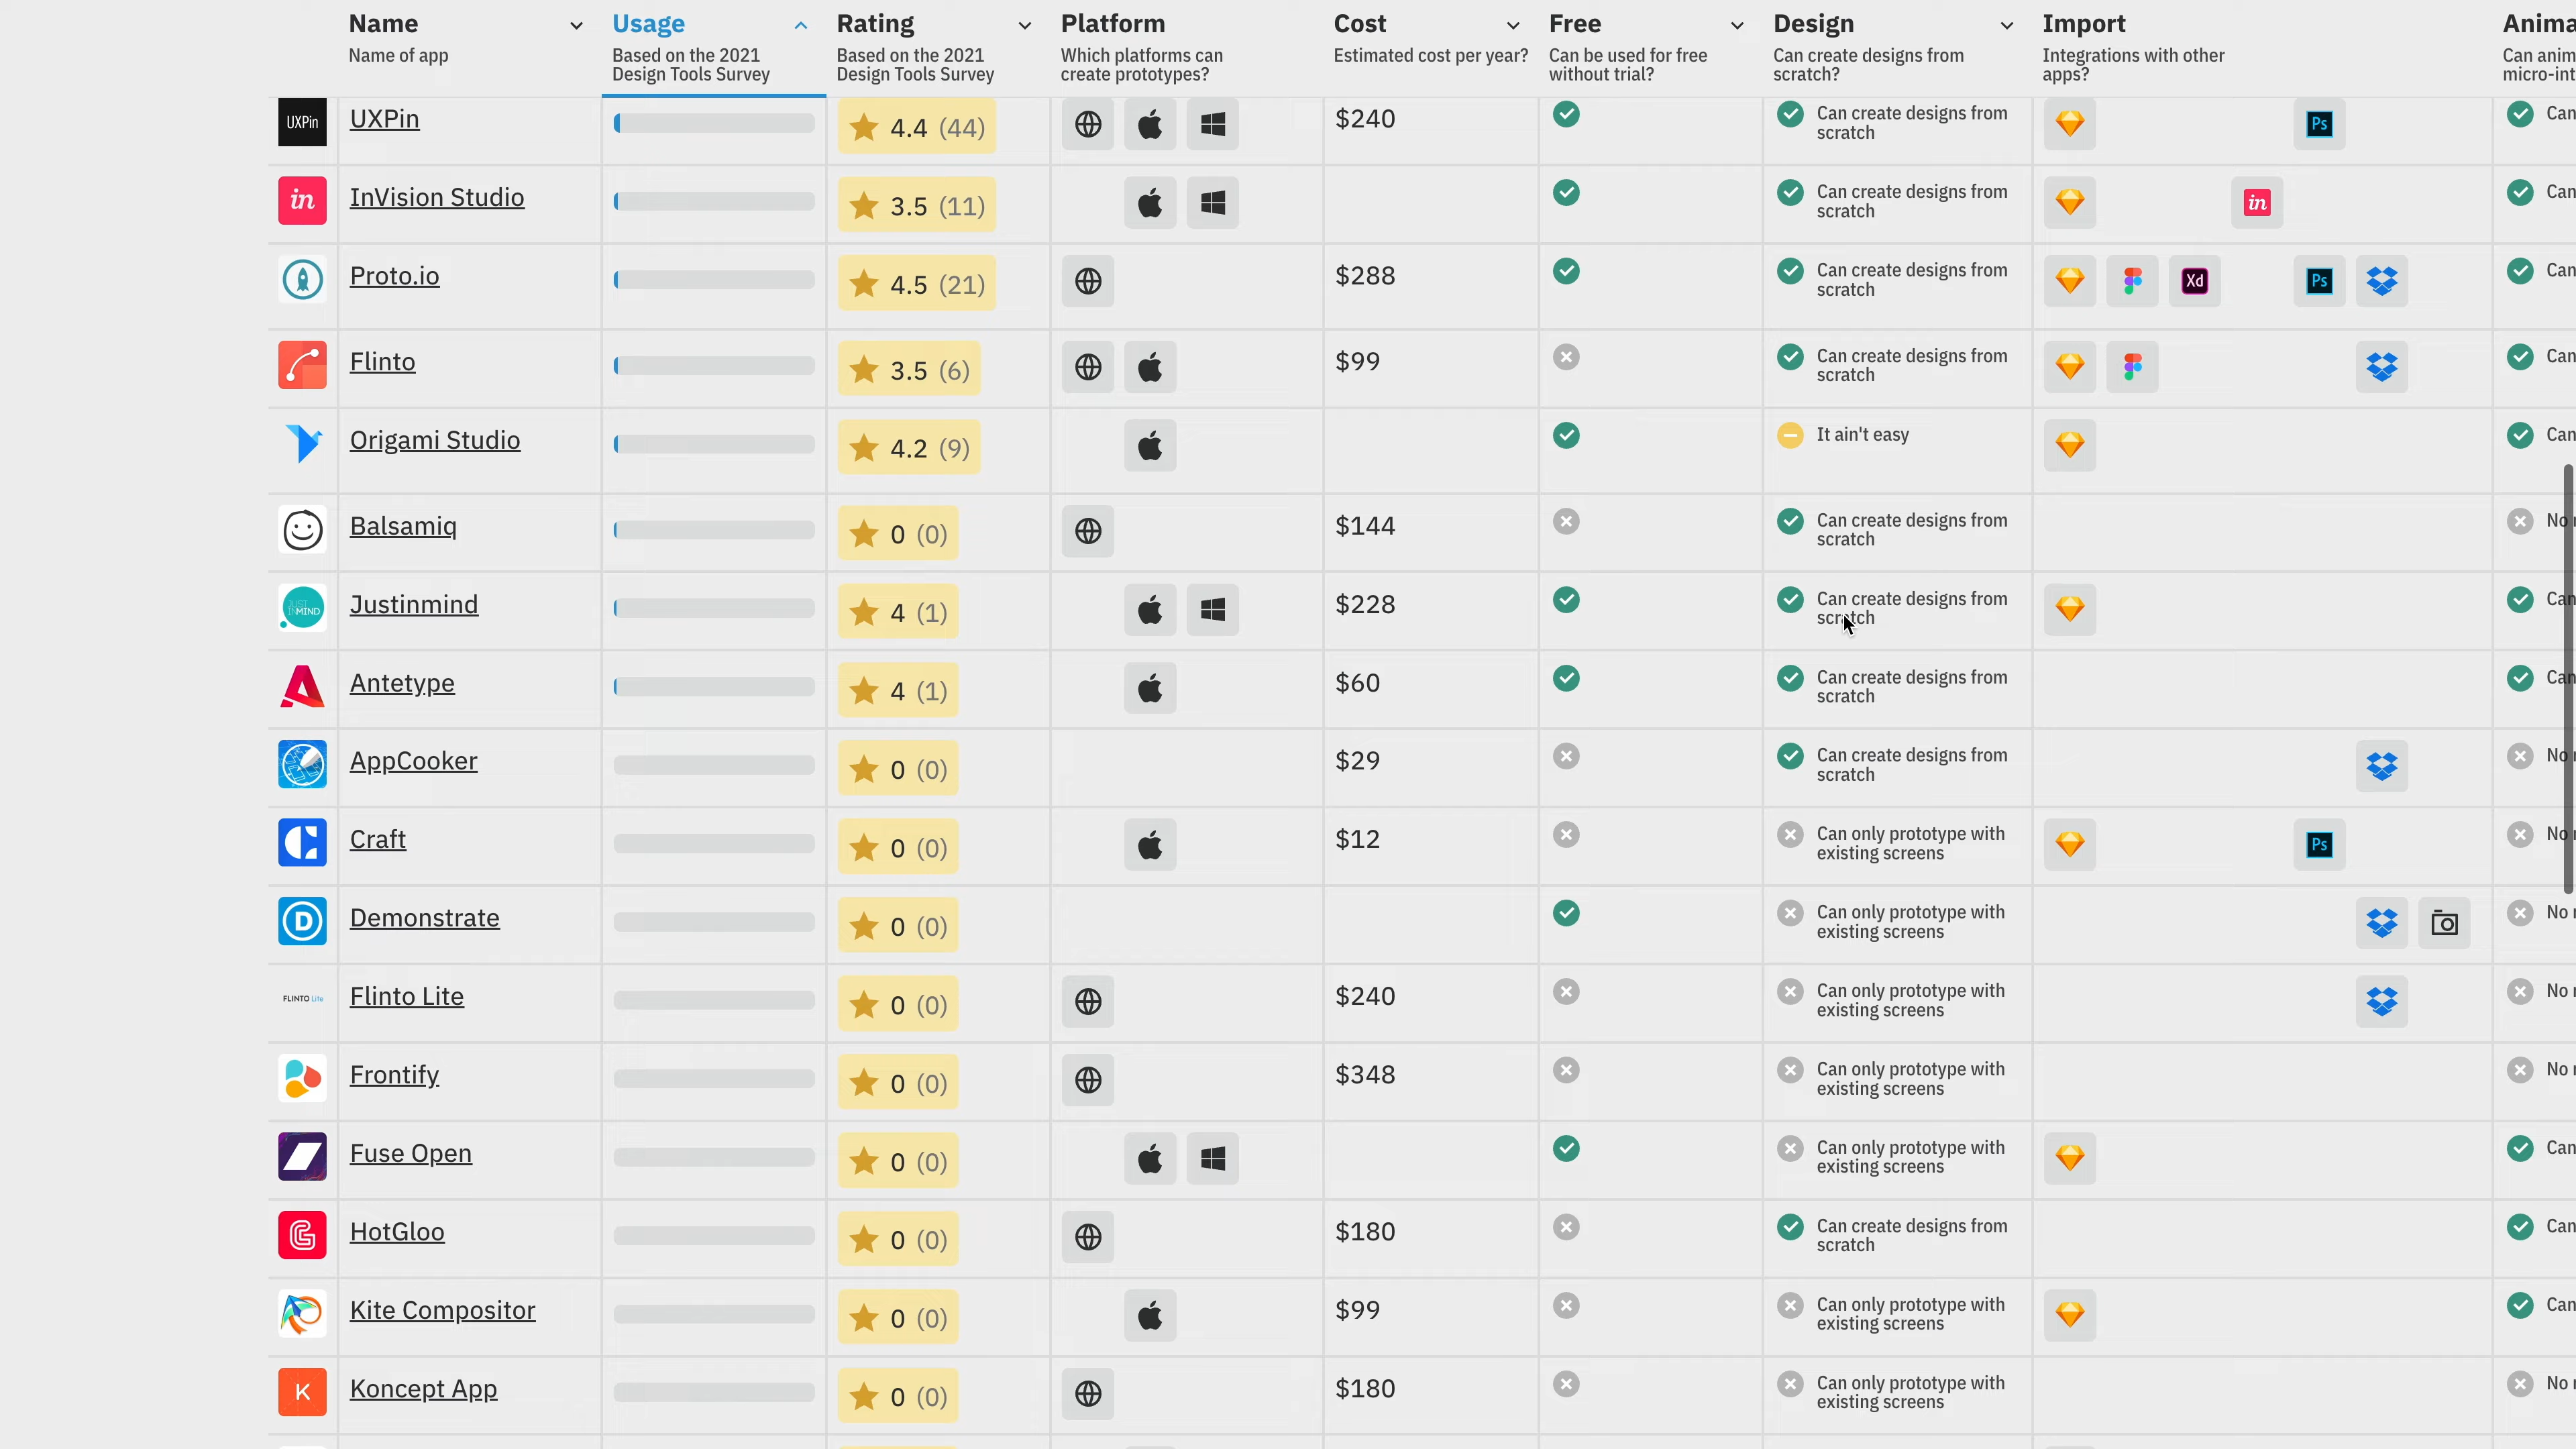 Name Usage Rating Platform Cost Free Design Import Anima
Name of app Based on the 2021 Based on the 2021 Which platforms can Estimated cost per year? Can be used for free Can create designs from Integrations with other Can anim
Design Tools Survey Design Tools Survey create prototypes? without trial? scratch? apps? micro-int
UXPin UXPin 4.4 (44) $240 Can create designs from Ps Can
scratch
in InVision Studio 3.5 (11) Can create designs from in Can
scratch
Proto.io 4.5 (21) $288 Can create designs from Xd Ps Can
scratch
Flinto 3.5 (6) $99 Can create designs from Can
scratch
Origami Studio 4.2 (9) It ain't easy Can
Balsamiq 0 (0) $144 Can create designs from No
scratch
JUST IN MIND Justinmind 4 (1) $228 Can create designs from Can
scratch
Antetype 4 (1) $60 Can create designs from Can
scratch
AppCooker 0 (0) $29 Can create designs from No
scratch
Craft 0 (0) $12 Can only prototype with Ps No
existing screens
D Demonstrate 0 (0) Can only prototype with No
existing screens
FLINTO Lite Flinto Lite 0 (0) $240 Can only prototype with No
existing screens
Frontify 0 (0) $348 Can only prototype with No
existing screens
Fuse Open 0 (0) Can only prototype with Can
existing screens
HotGloo 0 (0) $180 Can create designs from Can
scratch
Kite Compositor 0 (0) $99 Can only prototype with Can
existing screens
K Koncept App 0 (0) $180 Can only prototype with No
existing screens